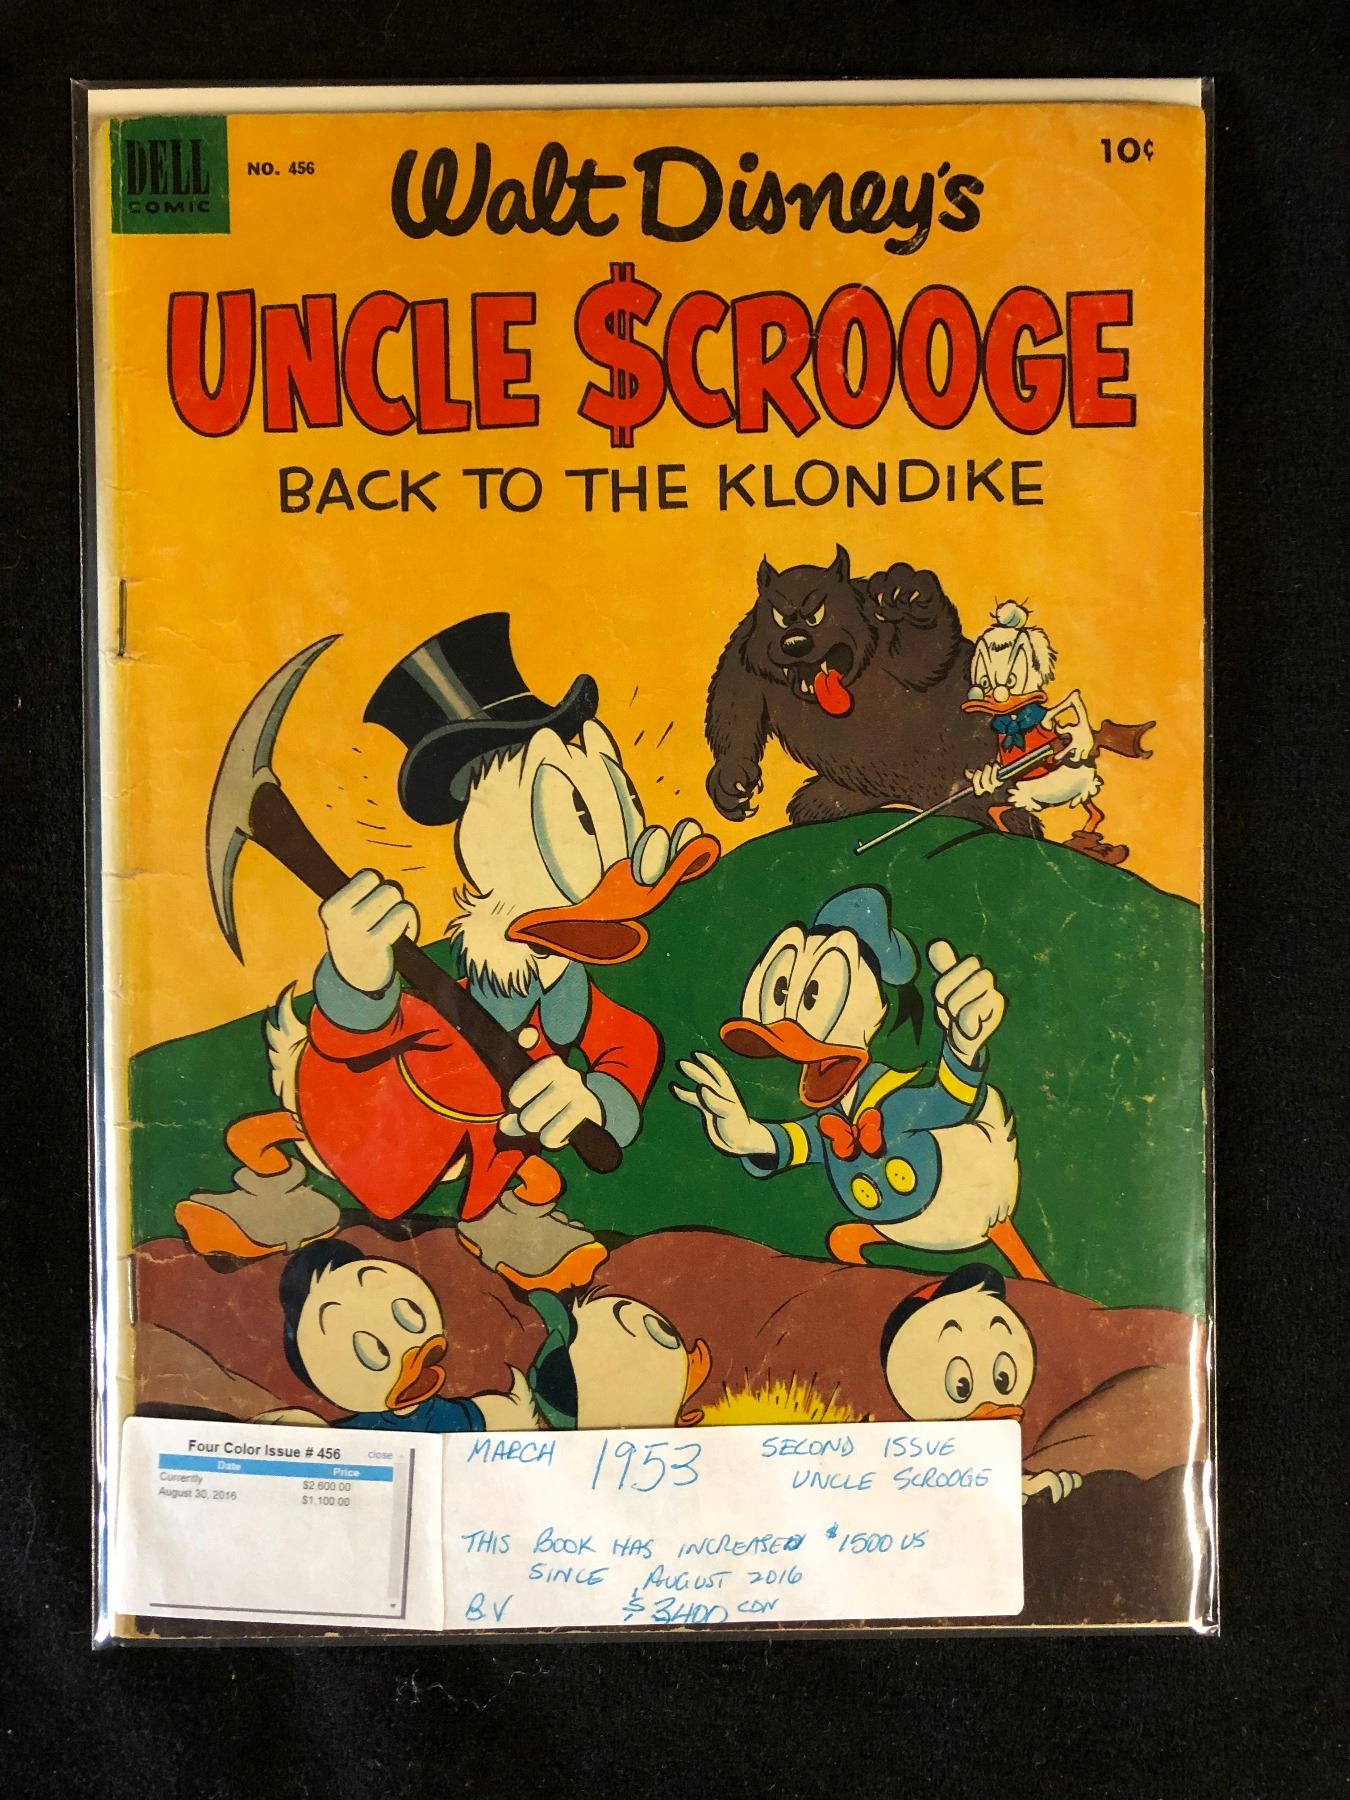 DELL
COMIC
NO. 456
Walt Disney's
10¢
UNCLE $CROOGE
BACK TO THE KLONDIKE
Four Color Issue # 456 close
Date Price
Currently $2,600.00
August 30, 2016 $1,100.00
MARCH 1953 SECOND ISSUE
UNCLE SCROOGE
THIS BOOK HAS INCREASED $1500 US
SINCE AUGUST 2016
BV $3400 CDN